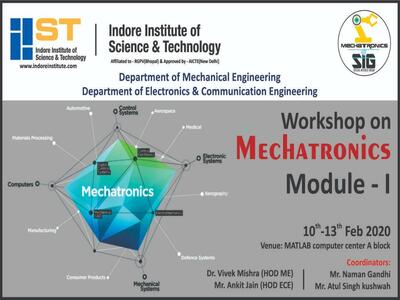 IIST
Indore Institute of
Science & Technology
www.indoreinstitute.com
Indore Institute of
Science & Technology
Affiliated to - RGPV(Bhopal) & Approved by - AICTE(New Delhi)
MECHATRONICS
SIG
Department of Mechanical Engineering
Department of Electronics & Communication Engineering
Workshop on
MECHATRONICS
Module - I
10th-13th Feb 2020
Venue: MATLAB computer center A block
Coordinators:
Dr. Vivek Mishra (HOD ME)
Mr. Naman Gandhi
Mr. Ankit Jain (HOD ECE)
Mr. Atul Singh kushwah
Automotive
Control
Systems
Aerospace
Materials Processing
Medical
Electronic
Systems
Computers
Mechatronics
Xerography
Manufacturing
Defence Systems
Consumer Products
Mechanical
Systems